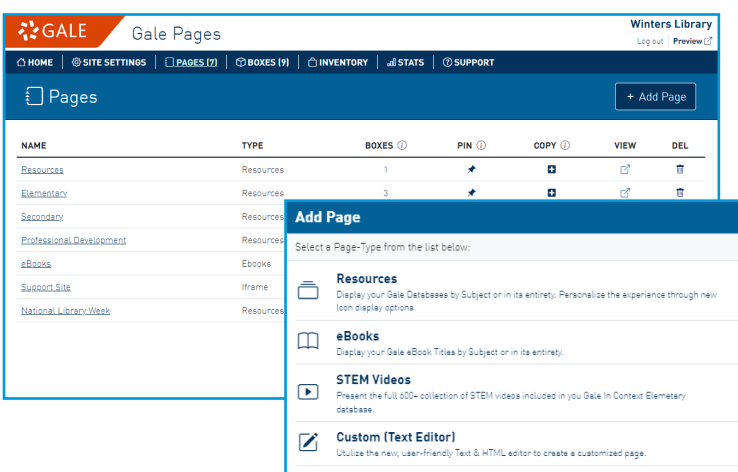 GALE
Gale Pages
Winters Library
Log out Preview
HOME SITE SETTINGS PAGES (7) BOXES (9) INVENTORY STATS SUPPORT
Pages
+ Add Page
NAME TYPE BOXES PIN COPY VIEW DEL
Resources Resources 1
Elementary Resources 3
Secondary Resources
Professional Development Resources
eBooks Ebooks
Support Site Iframe
National Library Week Resources
Add Page
Select a Page-Type from the list below:
Resources
Display your Gale Databases by Subject or in its entirety. Personalize the experience through new
Icon display options.
eBooks
Display your Gale eBook Titles by Subject or in its entirety.
STEM Videos
Present the full 600+ collection of STEM videos included in you Gale In Context Elemetary
database.
Custom (Text Editor)
Utulize the new, user-friendly Text & HTML editor to create a customized page.